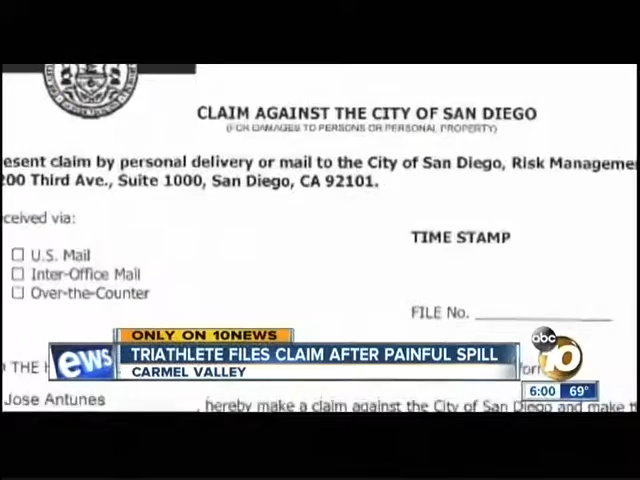 CLAIM AGAINST THE CITY OF SAN DIEGO
(FOR DAMAGES TO PERSONS OR PERSONAL PROPERTY)
esent claim by personal delivery or mail to the City of San Diego, Risk Manageme
200 Third Ave., Suite 1000, San Diego, CA 92101.
ceived via:
TIME STAMP
☐ U.S. Mail
☐ Inter-Office Mail
☐ Over-the-Counter
FILE No.
ONLY ON 10NEWS
abc 10
THE H
ews
TRIATHLETE FILES CLAIM AFTER PAINFUL SPILL
CARMEL VALLEY
6:00 69°
Jose Antunes
, hereby make a claim against the City of San Diego and make t